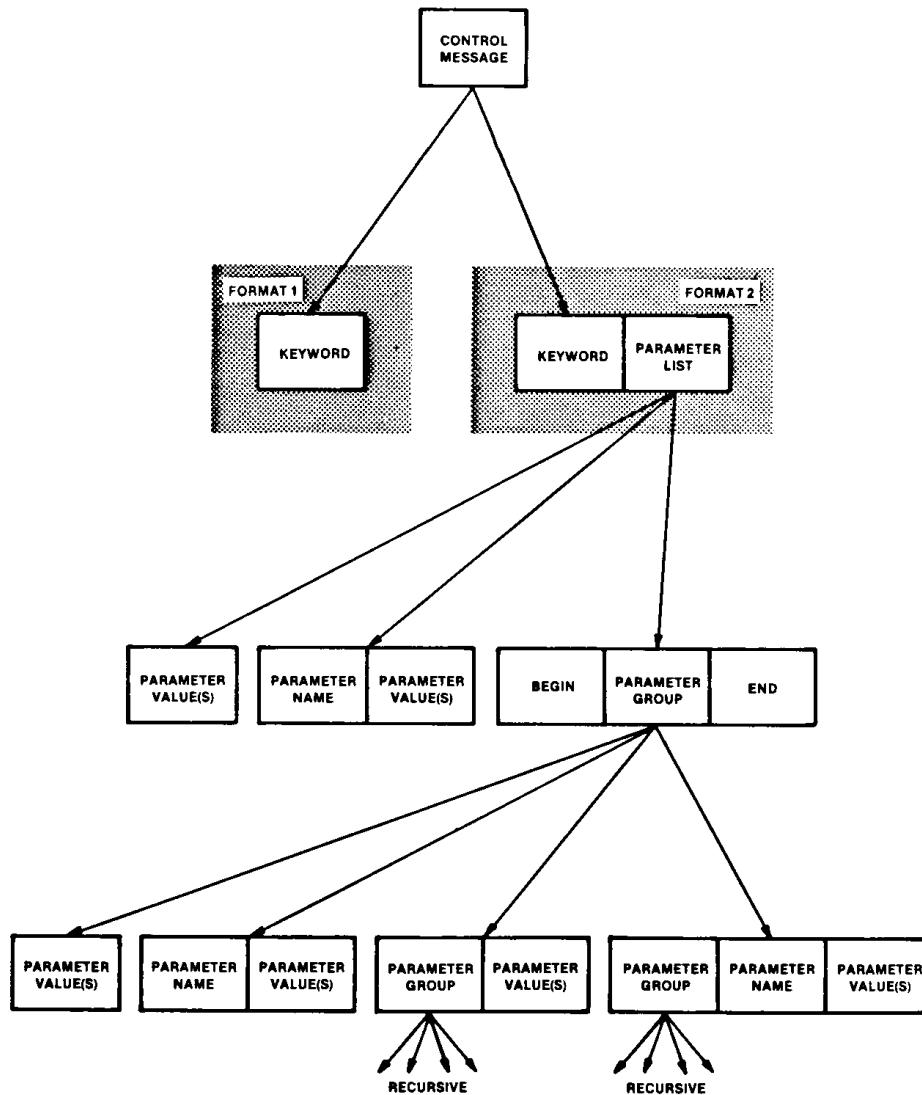 CONTROL
MESSAGE
FORMAT 1
FORMAT 2
KEYWORD
KEYWORD
PARAMETER
LIST
PARAMETER
VALUE(S)
PARAMETER
NAME
PARAMETER
VALUE(S)
BEGIN
PARAMETER
GROUP
END
PARAMETER
VALUE(S)
PARAMETER
NAME
PARAMETER
VALUE(S)
PARAMETER
GROUP
PARAMETER
VALUE(S)
PARAMETER
GROUP
PARAMETER
NAME
PARAMETER
VALUE(S)
RECURSIVE
RECURSIVE